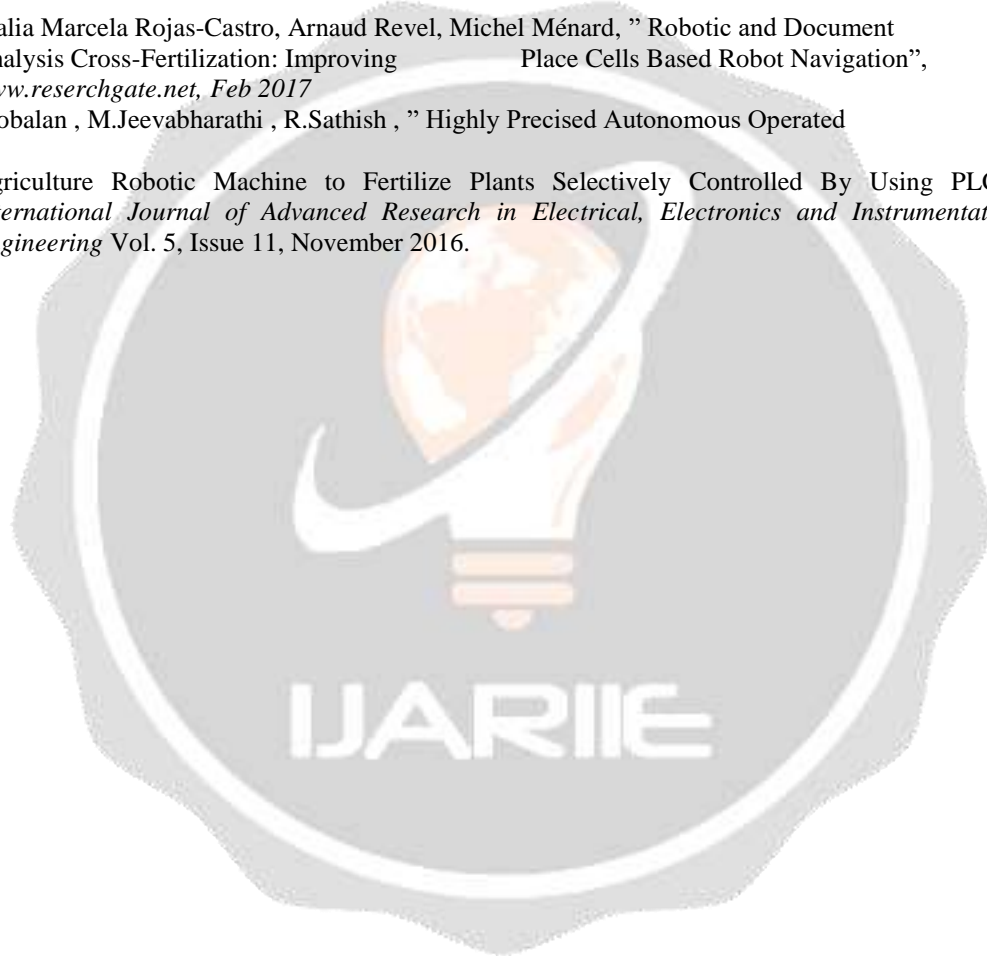 alia Marcela Rojas-Castro, Arnaud Revel, Michel Ménard, ” Robotic and Document
nalysis Cross-Fertilization: Improving Place Cells Based Robot Navigation”,
ww.reserchgate.net, Feb 2017
obalan , M.Jeevabharathi , R.Sathish , ” Highly Precised Autonomous Operated
griculture Robotic Machine to Fertilize Plants Selectively Controlled By Using PLC
ternational Journal of Advanced Research in Electrical, Electronics and Instrumentat
gineering Vol. 5, Issue 11, November 2016.
IJARIIE